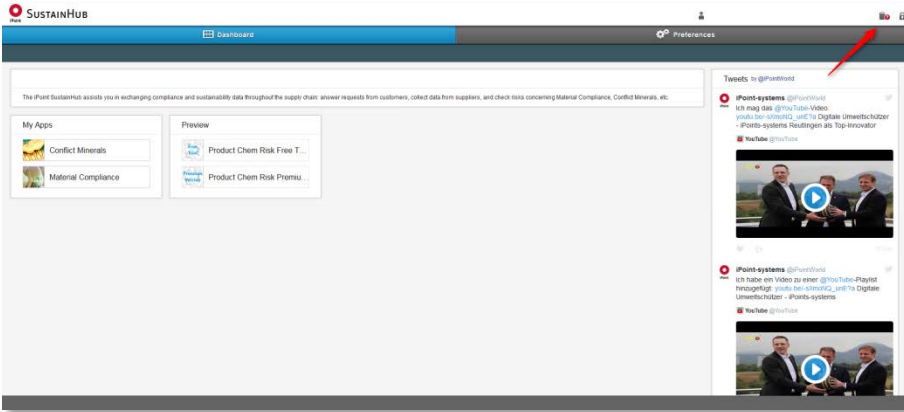 iPoint SUSTAINHUB
Dashboard
Preferences
The iPoint SustainHub assists you in exchanging compliance and sustainability data throughout the supply chain: answer requests from customers, collect data from suppliers, and check risks concerning Material Compliance, Conflict Minerals, etc.
My Apps
Conflict Minerals
Material Compliance
Preview
Product Chem Risk Free T...
Product Chem Risk Premiu...
Tweets by @iPointWorld
iPoint-systems @iPointWorld
Ich mag das @YouTube-Video:
Digitale Umweltschützer
- iPoints-systems Reutlingen als Top-Innovator
YouTube @YouTube
iPoint-systems @iPointWorld
Ich habe ein Video zu einer @YouTube-Playlist
hinzugefügt: Digitale
Umweltschützer - iPoints-systems
YouTube @YouTube